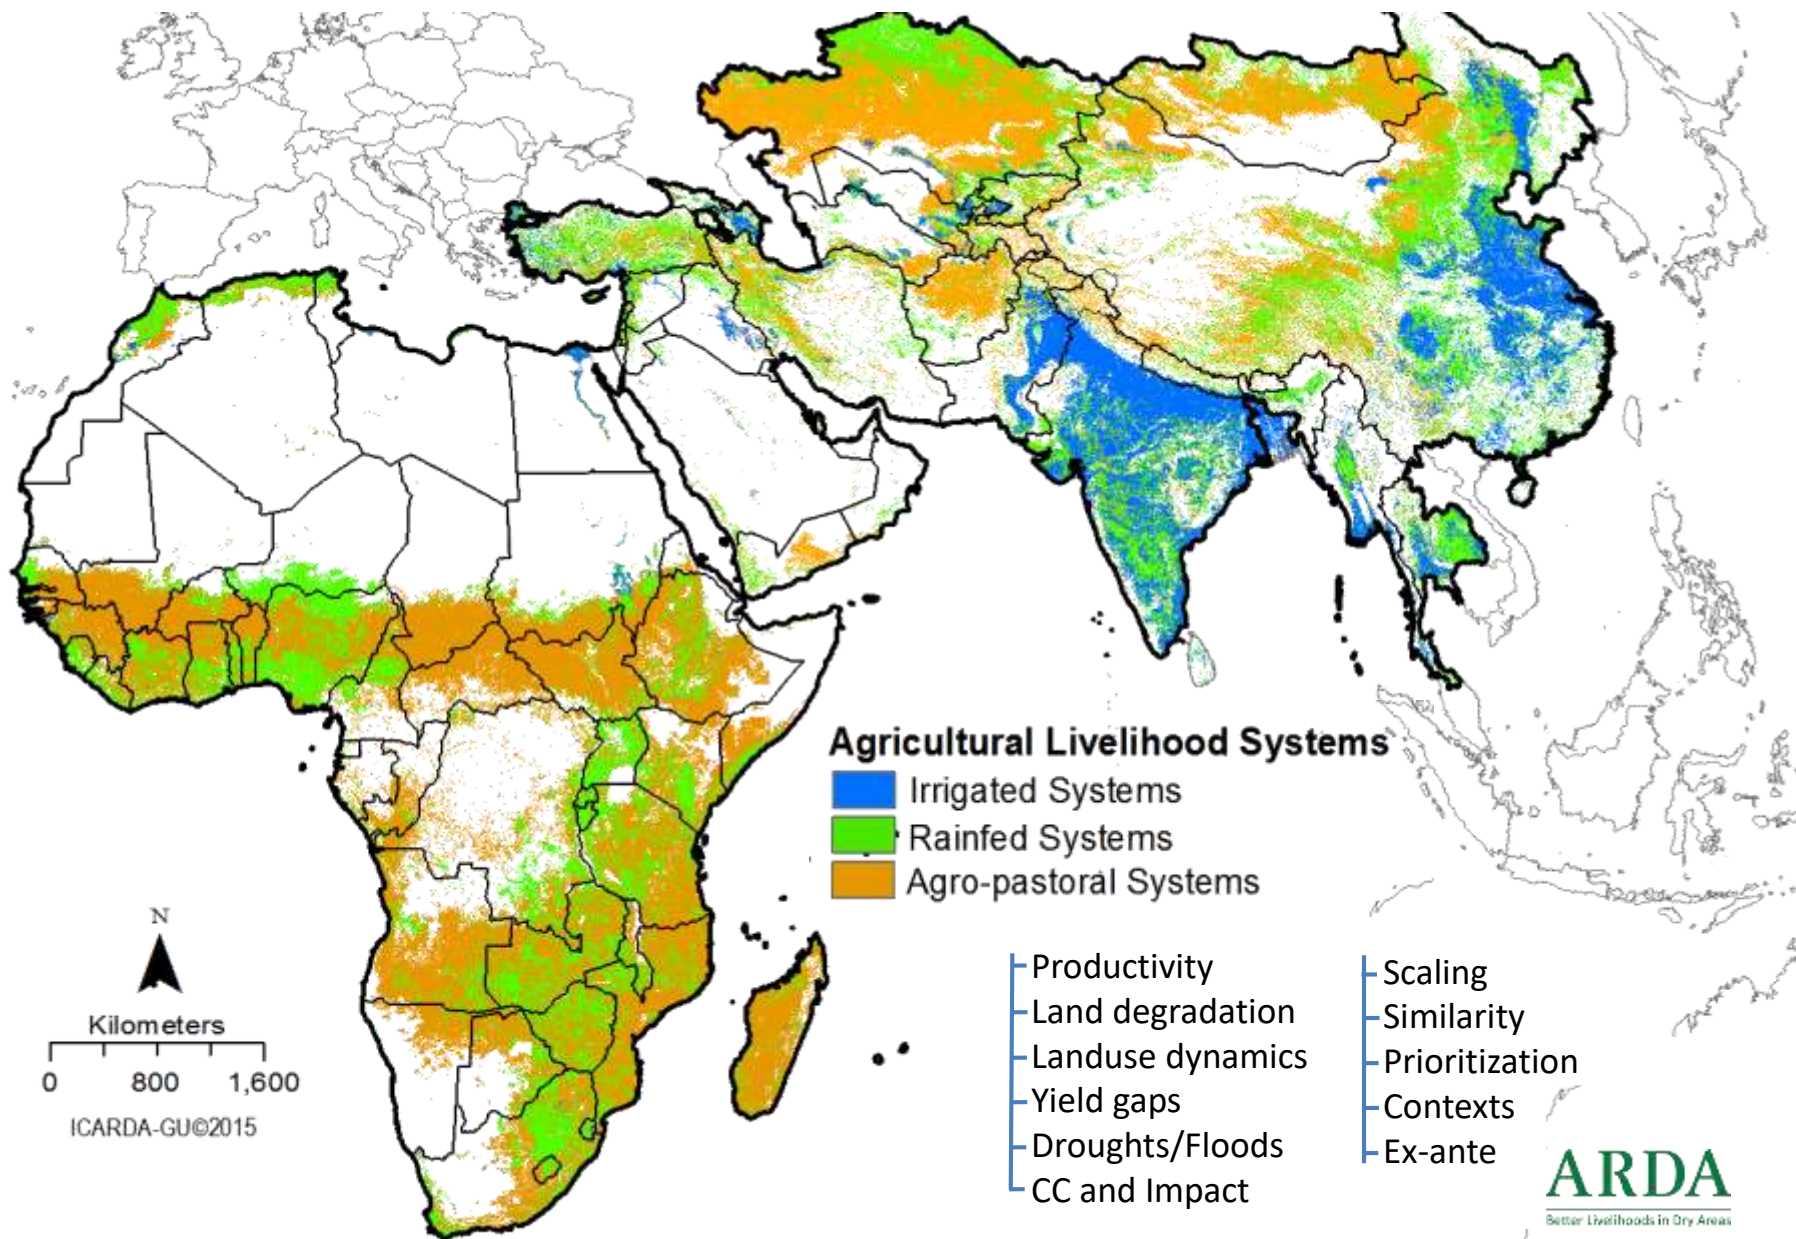 Agricultural Livelihood Systems
Irrigated Systems
Rainfed Systems
Agro-pastoral Systems
N
Kilometers
0 800 1,600
ICARDA-GU©2015
Productivity
Land degradation
Landuse dynamics
Yield gaps
Droughts/Floods
CC and Impact
Scaling
Similarity
Prioritization
Contexts
Ex-ante
ARDA
Better Livelihoods in Dry Areas